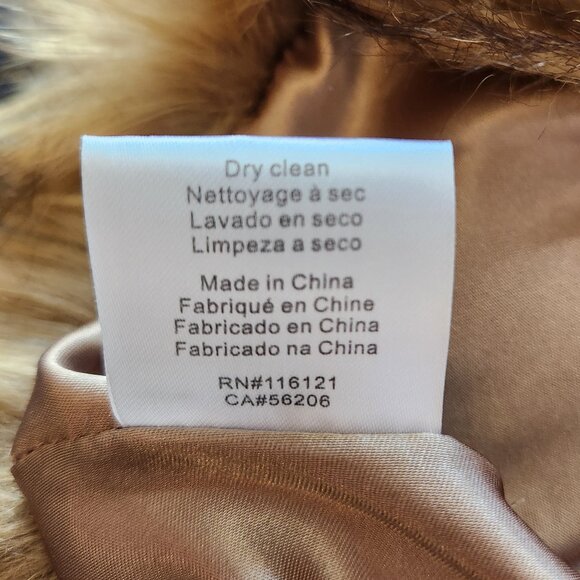 Dry clean
Nettoyage à sec
Lavado en seco
Limpeza a seco
Made in China
Fabriqué en Chine
Fabricado en China
Fabricado na China
RN#116121
CA#56206